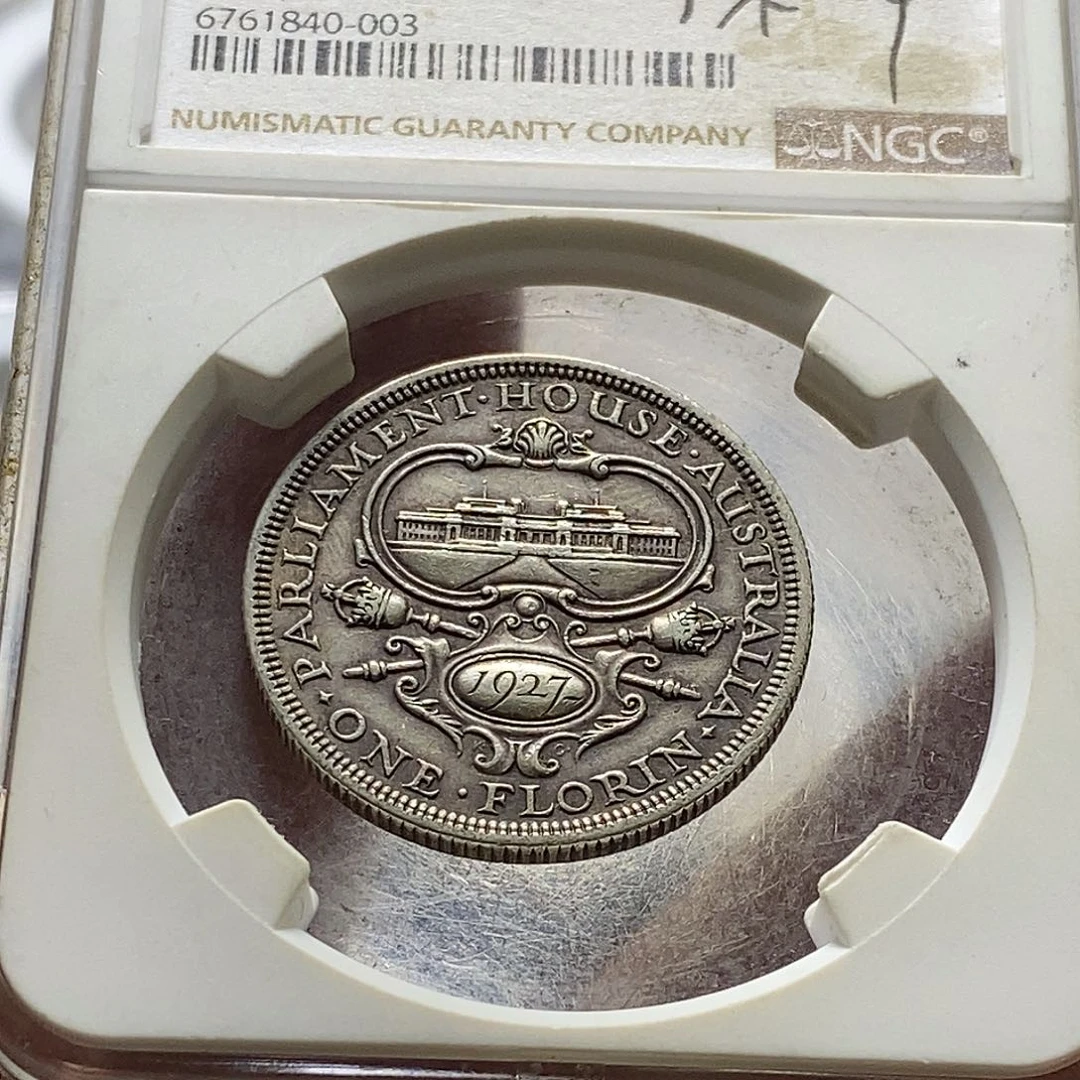 6761840-003
NUMISMATIC GUARANTY COMPANY
NGC®
PARLIAMENT·HOUSE·AUSTRALIA
1927
ONE·FLORIN